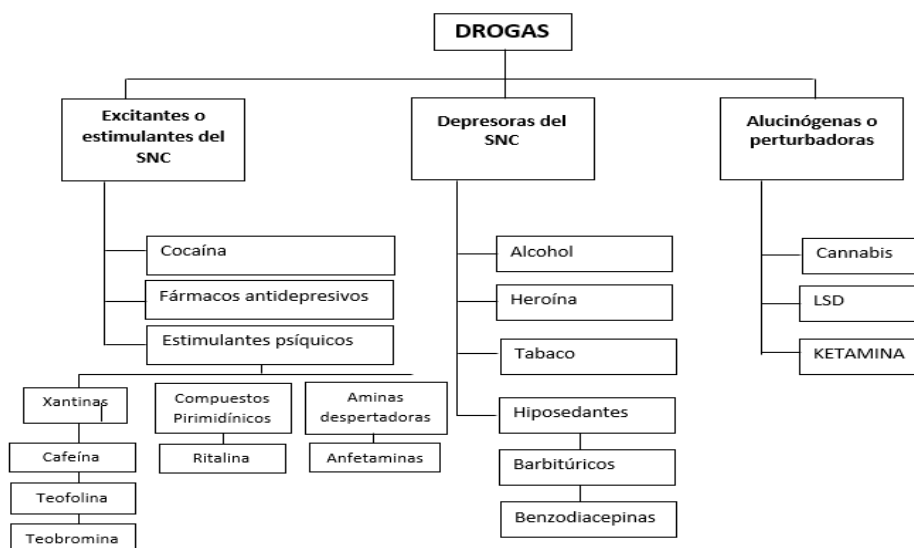 DROGAS
Excitantes o
estimulantes del
SNC
Cocaína
Fármacos antidepresivos
Estimulantes psíquicos
Xantinas
Cafeína
Teofolina
Teobromina
Compuestos
Pirimidínicos
Ritalina
Aminas
despertadoras
Anfetaminas
Depresoras del
SNC
Alcohol
Heroína
Tabaco
Hiposedantes
Barbitúricos
Benzodiacepinas
Alucinógenas o
perturbadoras
Cannabis
LSD
KETAMINA